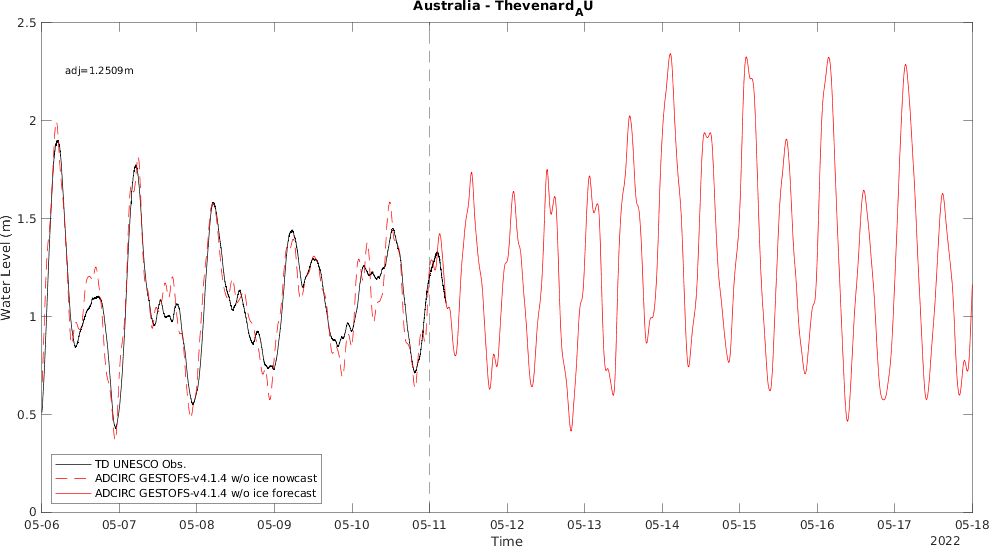 Australia - Thevenard_AU
adj=1.2509m
Water Level (m)
2.5
2
1.5
1
0.5
0
TD UNESCO Obs.
ADCIRC GESTOFS-v4.1.4 w/o ice nowcast
ADCIRC GESTOFS-v4.1.4 w/o ice forecast
05-06 05-07 05-08 05-09 05-10 05-11 05-12 05-13 05-14 05-15 05-16 05-17 05-18
Time
2022